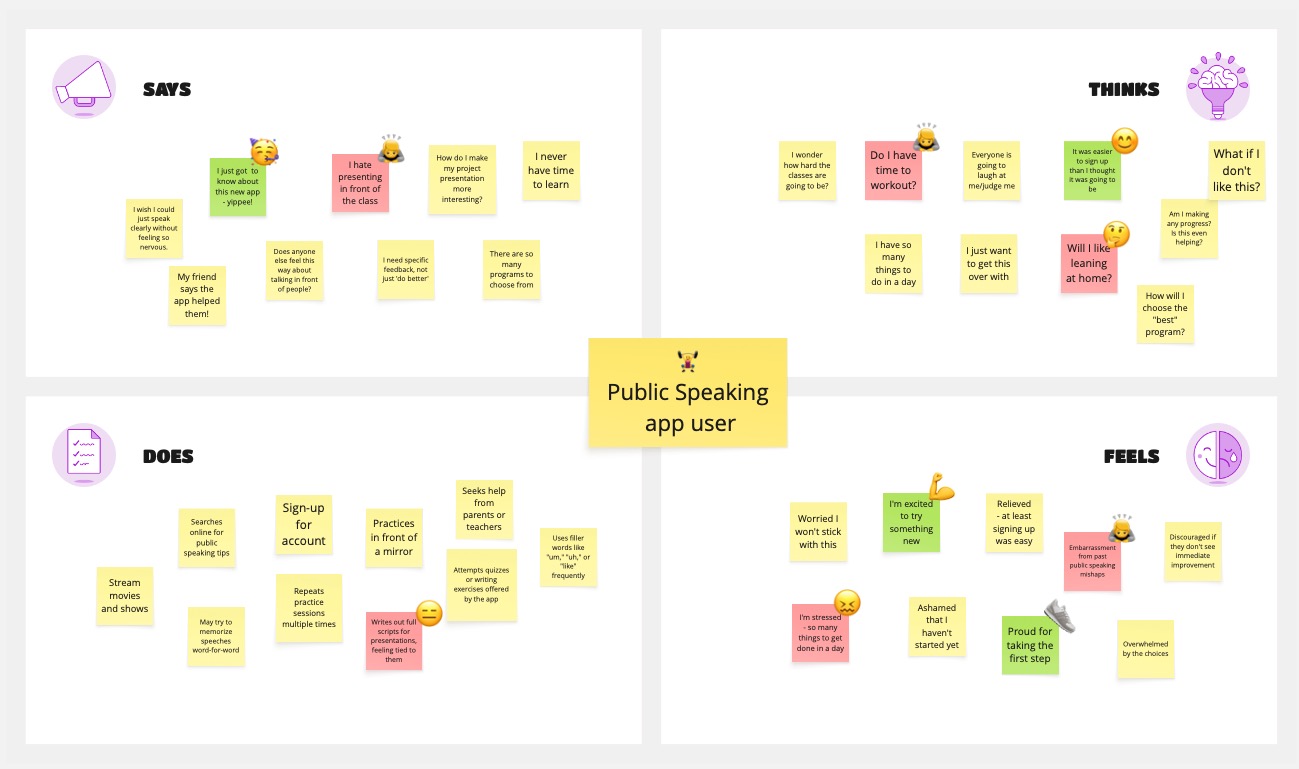 SAYS
I just got to
know about
this new app
- yippee!
I hate
presenting
in front of
the class
How do I make
my project
presentation
more
interesting?
I never
have time
to learn
I wish I could
just speak
clearly without
feeling so
nervous.
My friend
says the
app helped
them!
Does anyone
else feel this
way about
talking in front
of people?
I need specific
feedback, not
just 'do better'
There are so
many
programs to
choose from
THINKS
I wonder
how hard the
classes are
going to be?
Do I have
time to
workout?
Everyone is
going to
laugh at
me/judge me
It was easier
to sign up
than I thought
it was going to
be
What if I
don't
like this?
Am I making
any progress?
Is this even
helping?
I have so
many
things to
do in a day
I just want
to get this
over with
Will I like
leaning
at home?
How will I
choose the
"best"
program?
Public Speaking
app user
DOES
Searches
online for
public
speaking tips
Sign-up
for
account
Practices
in front of
a mirror
Seeks help
from
parents or
teachers
Uses filler
words like
"um," "uh," or
"like"
frequently
Stream
movies
and shows
May try to
memorize
speeches
word-for-word
Repeats
practice
sessions
multiple times
Writes out full
scripts for
presentations,
feeling tied to
them
Attempts quizzes
or writing
exercises offered
by the app
FEELS
Worried I
won't stick
with this
I'm excited
to try
something
new
Relieved
- at least
signing up
was easy
Embarrassment
from past
public speaking
mishaps
Discouraged if
they don't see
immediate
improvement
I'm stressed
- so many
things to get
done in a day
Ashamed
that I
haven't
started yet
Proud for
taking the
first step
Overwhelmed
by the choices